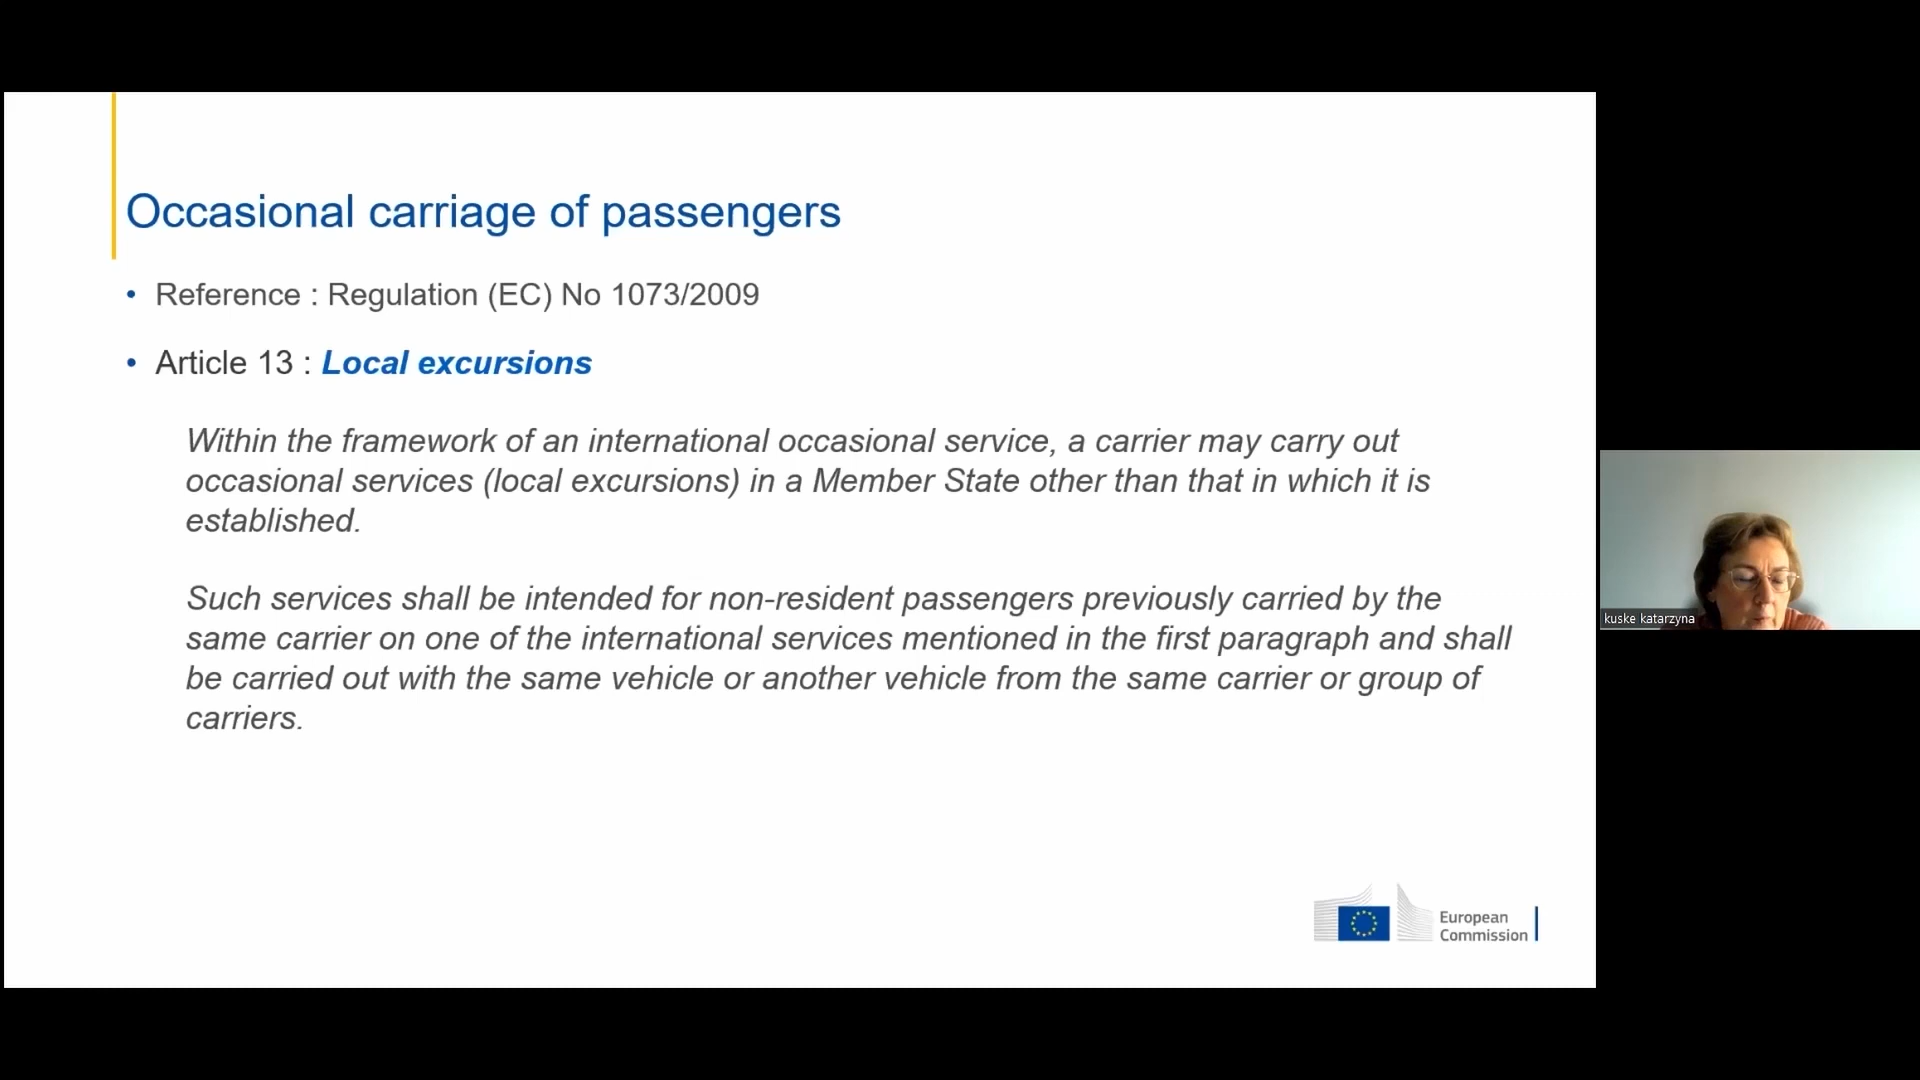 Occasional carriage of passengers
• Reference : Regulation (EC) No 1073/2009
• Article 13 : Local excursions
Within the framework of an international occasional service, a carrier may carry out
occasional services (local excursions) in a Member State other than that in which it is
established.
Such services shall be intended for non-resident passengers previously carried by the
same carrier on one of the international services mentioned in the first paragraph and shall
be carried out with the same vehicle or another vehicle from the same carrier or group of
carriers.
European
Commission
kuske katarzyna